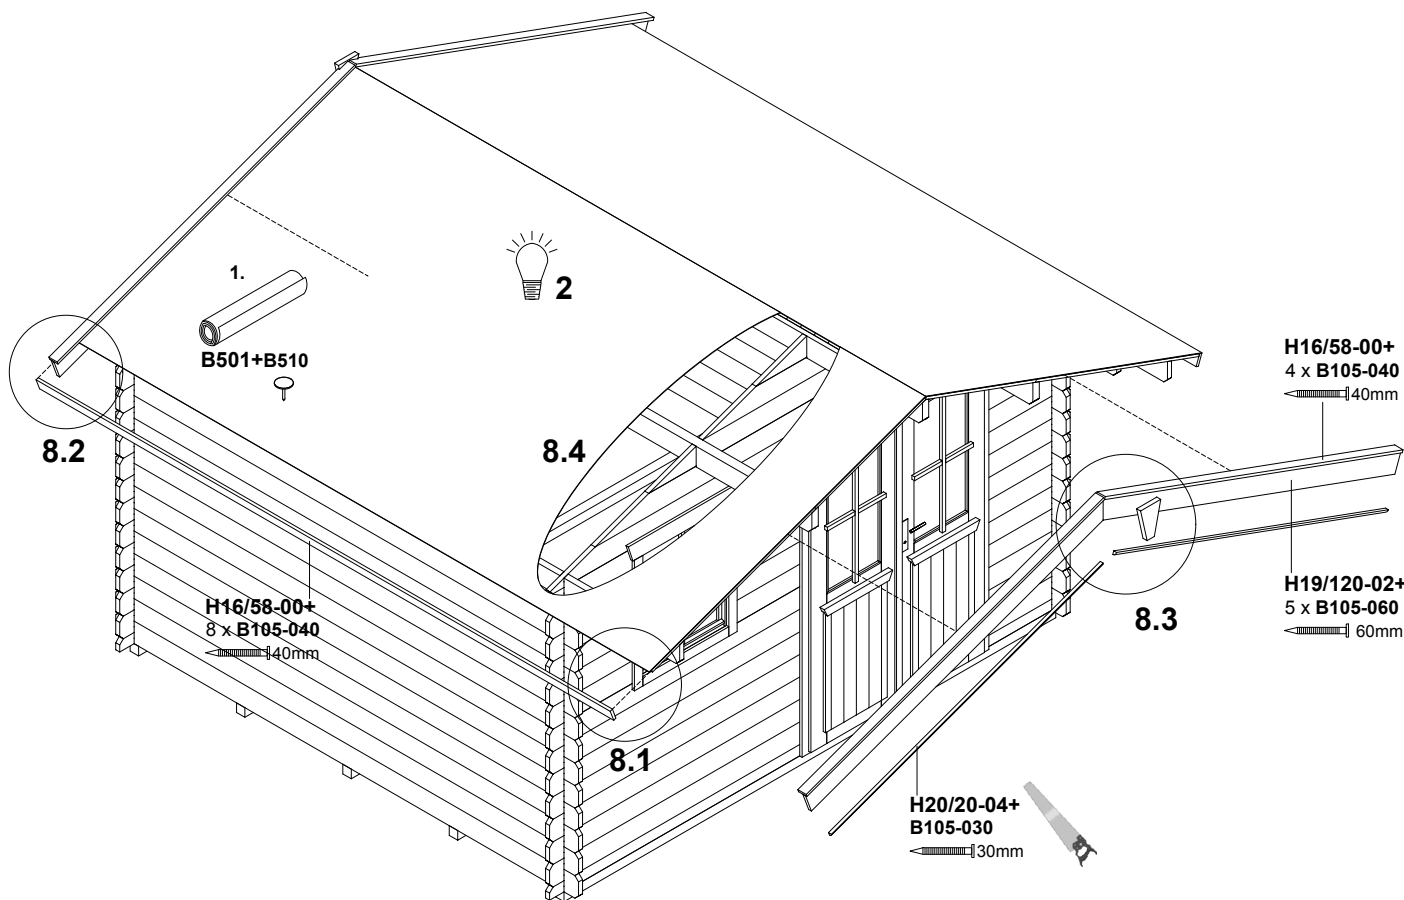 1.
B501+B510
2
8.2
8.4
H16/58-00+
4 x B105-040
40mm
H16/58-00+
8 x B105-040
40mm
8.1
8.3
H19/120-02+
5 x B105-060
60mm
H20/20-04+
B105-030
30mm